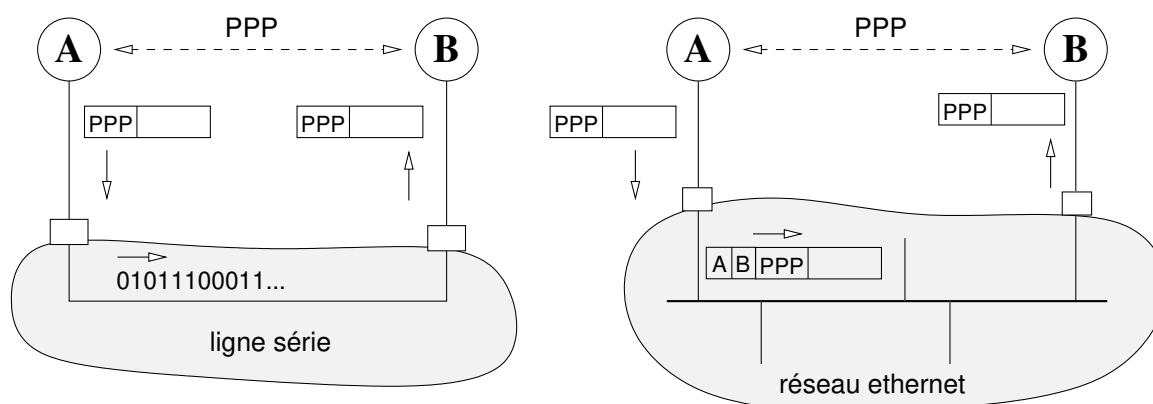 PPP
A
B
PPP
PPP
01011100011...
ligne série
PPP
A
B
PPP
PPP
A B PPP
réseau ethernet